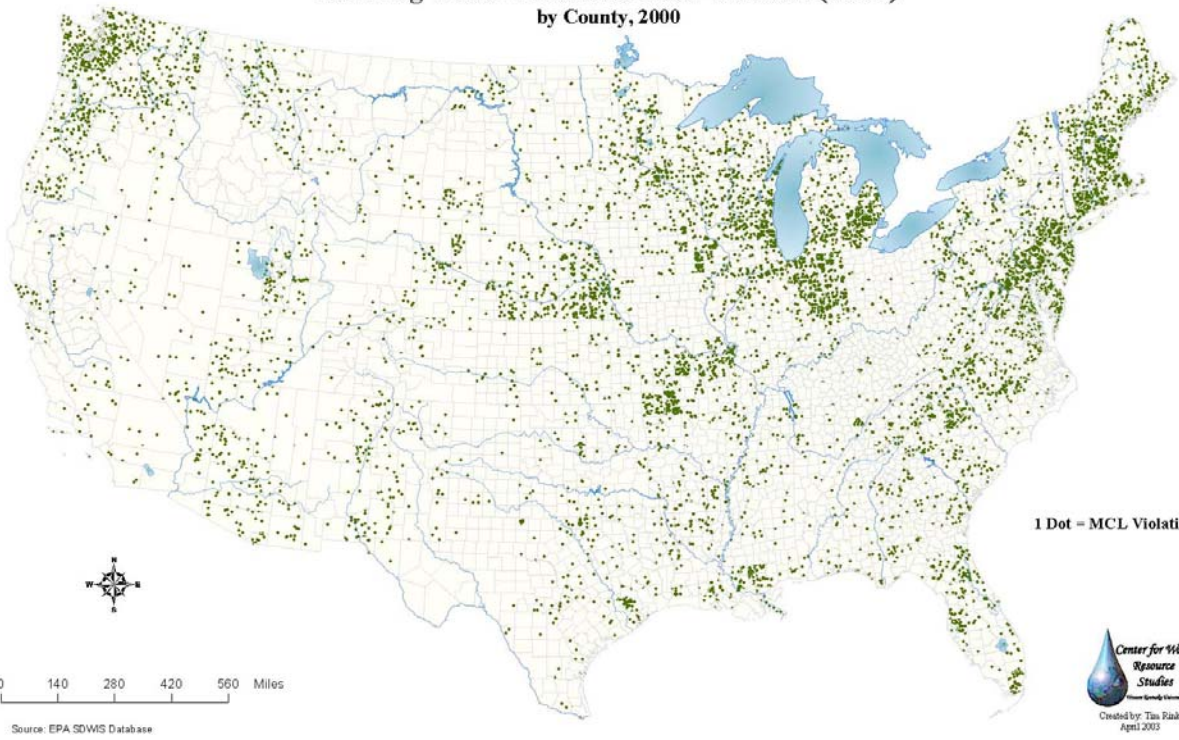 by County, 2000
1 Dot = MCL Violati
N
W
E
S
0 140 280 420 560 Miles
Center for W
Resource
Studies
Created by: Tim Rink
April 2003
Source: EPA SDWIS Database